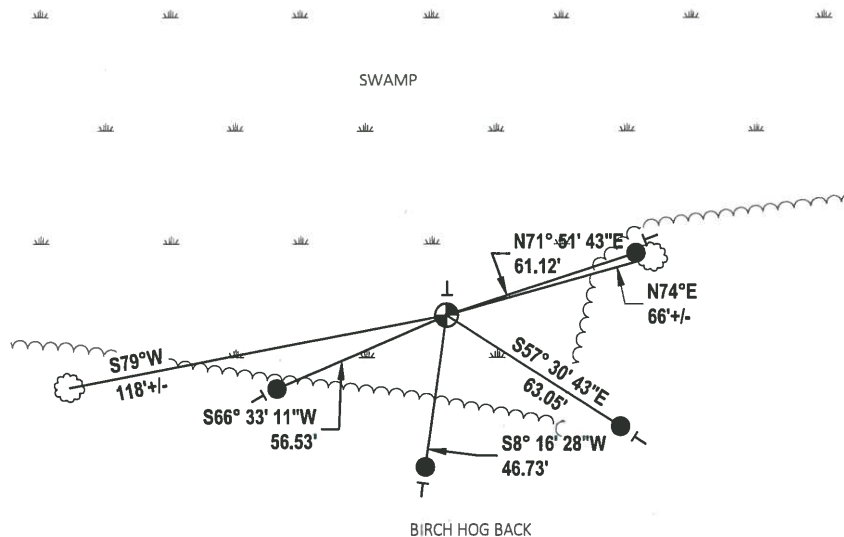 SWAMP
N71° 51' 43"E
61.12'
N74°E
66'+/-
S79°W
118'+/-
S57° 30' 43"E
63.05'
S66° 33' 11"W
56.53'
S8° 16' 28"W
46.73'
BIRCH HOG BACK